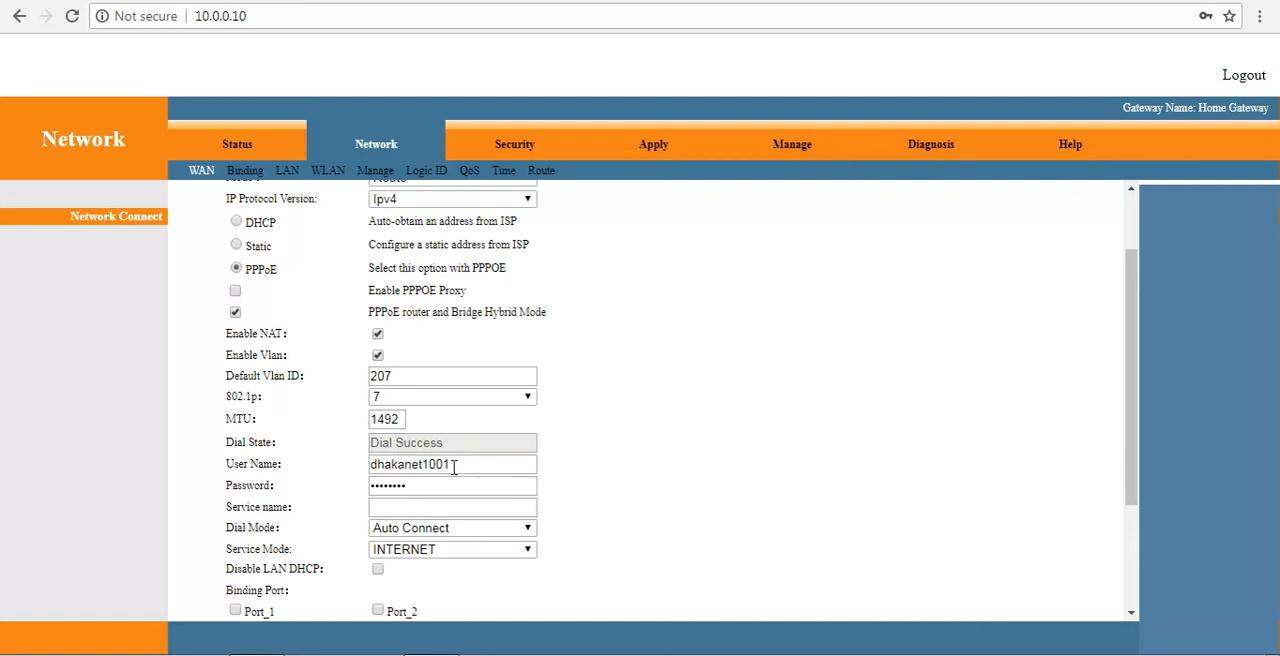 Not secure 10.0.0.10
Logout
Gateway Name: Home Gateway
Network
Status Network Security Apply Manage Diagnosis Help
WAN Binding LAN WLAN Manage Logic ID QoS Time Route
Network Connect
IP Protocol Version: Ipv4
DHCP Auto-obtain an address from ISP
Static Configure a static address from ISP
PPPoE Select this option with PPPOE
Enable PPPOE Proxy
PPPoE router and Bridge Hybrid Mode
Enable NAT:
Enable Vlan:
Default Vlan ID: 207
802.1p: 7
MTU: 1492
Dial State: Dial Success
User Name: dhakanet1001
Password: ••••••••
Service name:
Dial Mode: Auto Connect
Service Mode: INTERNET
Disable LAN DHCP:
Binding Port:
Port_1 Port_2